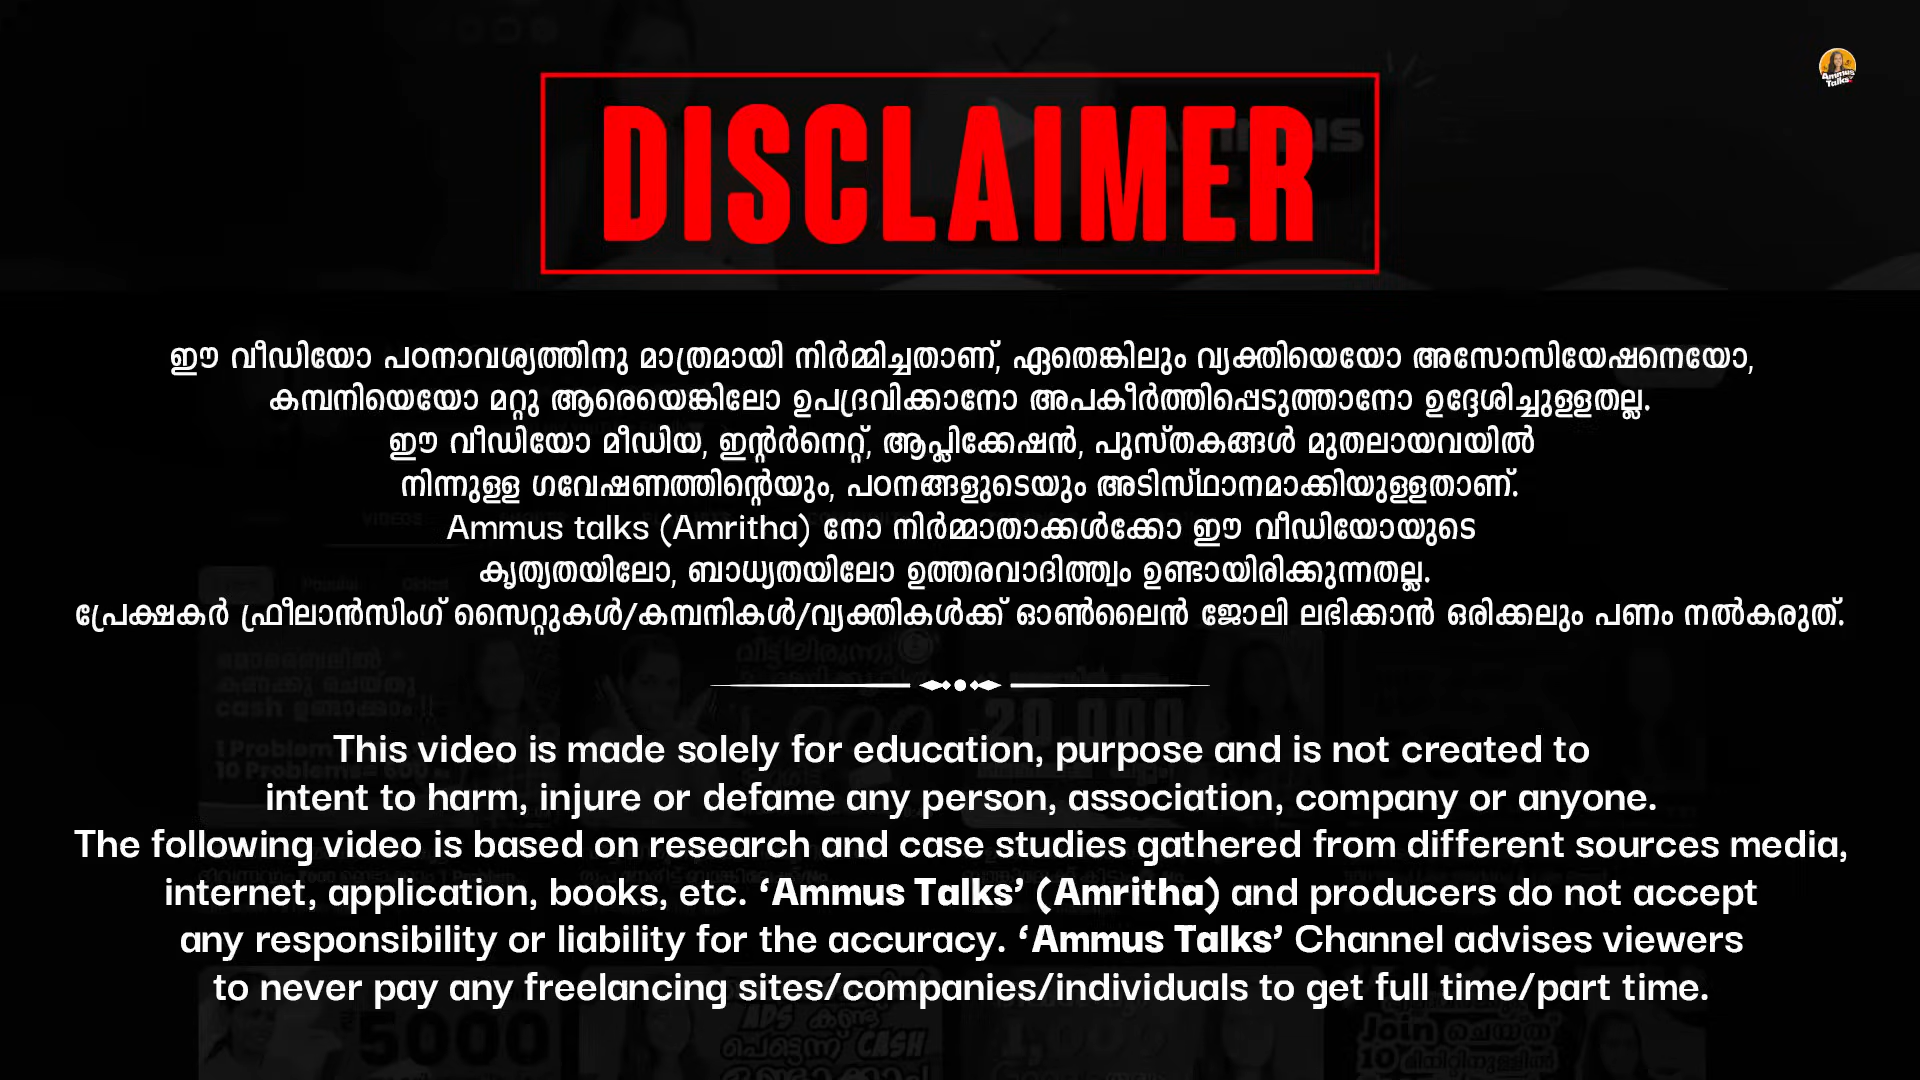 Ammus
Talks
DISCLAIMER
ഈ വീഡിയോ പഠനാവശ്യത്തിനു മാത്രമായി നിർമ്മിച്ചതാണ്, ഏതെങ്കിലും വ്യക്തിയെയോ അസോസിയേഷനെയോ,
കമ്പനിയെയോ മറ്റു ആരെയെങ്കിലോ ഉപദ്രവിക്കാനോ അപകീർത്തിപ്പെടുത്താനോ ഉദ്ദേശിച്ചുള്ളതല്ല.
ഈ വീഡിയോ മീഡിയ, ഇന്റർനെറ്റ്, ആപ്ലിക്കേഷൻ, പുസ്തകങ്ങൾ മുതലായവയിൽ
നിന്നുള്ള ഗവേഷണത്തിന്റെയും, പഠനങ്ങളുടെയും അടിസ്ഥാനമാക്കിയുള്ളതാണ്.
Ammus talks (Amritha) നോ നിർമ്മാതാക്കൾക്കോ ഈ വീഡിയോയുടെ
കൃത്യതയിലോ, ബാധ്യതയിലോ ഉത്തരവാദിത്ത്വം ഉണ്ടായിരിക്കുന്നതല്ല.
പ്രേക്ഷകർ ഫ്രീലാൻസിംഗ് സൈറ്റുകൾ/കമ്പനികൾ/വ്യക്തികൾക്ക് ഓൺലൈൻ ജോലി ലഭിക്കാൻ ഒരിക്കലും പണം നൽകരുത്.
This video is made solely for education, purpose and is not created to
intent to harm, injure or defame any person, association, company or anyone.
The following video is based on research and case studies gathered from different sources media,
internet, application, books, etc. ‘Ammus Talks’ (Amritha) and producers do not accept
any responsibility or liability for the accuracy. ‘Ammus Talks’ Channel advises viewers
to never pay any freelancing sites/companies/individuals to get full time/part time.